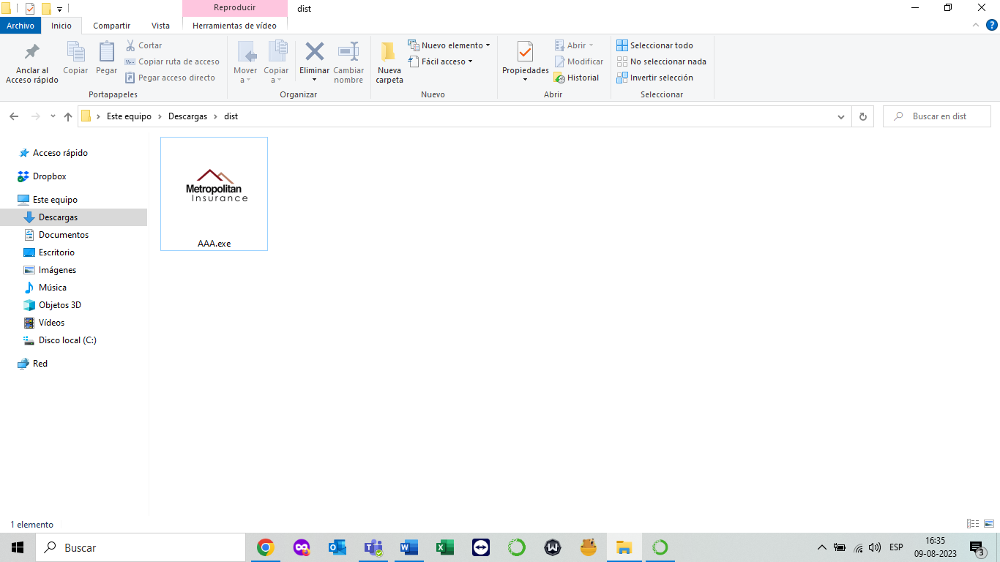 Reproducir
dist
Archivo
Inicio
Compartir
Vista
Herramientas de vídeo
?
Anclar al
Acceso rápido
Copiar
Pegar
Cortar
Copiar ruta de acceso
Pegar acceso directo
Portapapeles
Mover
a
Copiar
a
Eliminar
Cambiar
nombre
Organizar
Nueva
carpeta
Nuevo elemento
Fácil acceso
Nuevo
Propiedades
Abrir
Modificar
Historial
Abrir
Seleccionar todo
No seleccionar nada
Invertir selección
Seleccionar
Este equipo
Descargas
dist
Buscar en dist
Acceso rápido
Dropbox
Este equipo
Descargas
Documentos
Escritorio
Imágenes
Música
Objetos 3D
Vídeos
Disco local (C:)
Red
Metropolitan
Insurance
AAA.exe
1 elemento
Buscar
ESP
16:35
09-08-2023
3